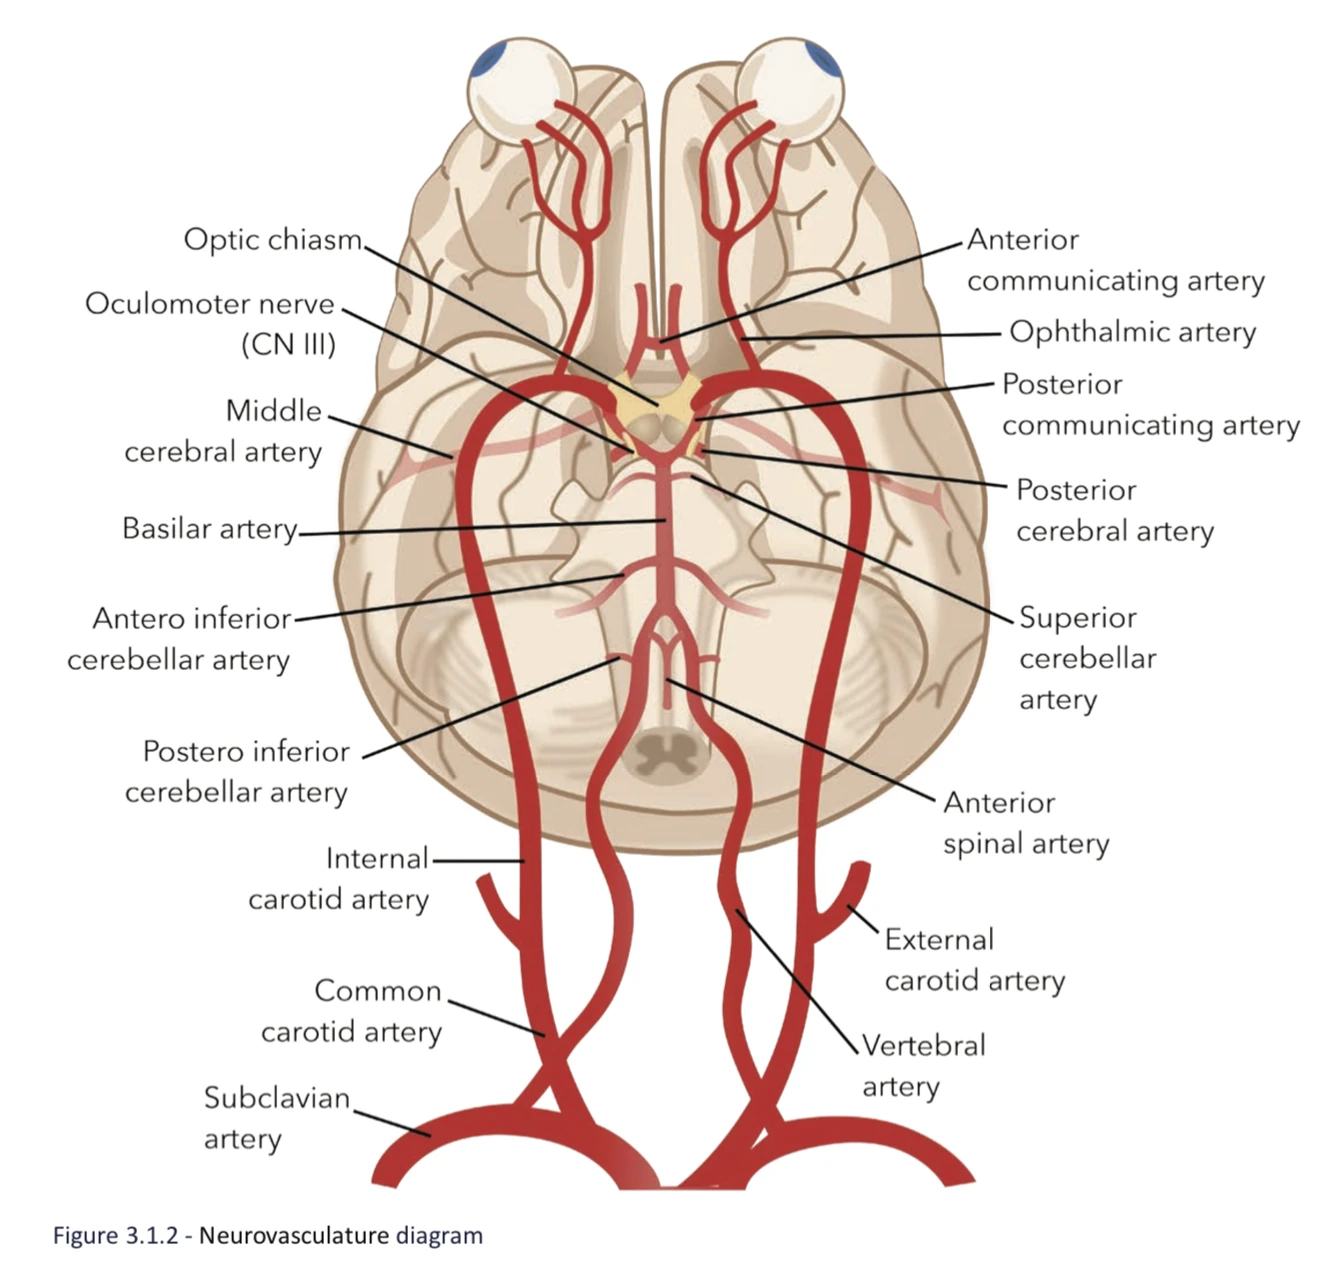 Optic chiasm
Oculomoter nerve
(CN III)
Middle
cerebral artery
Basilar artery
Antero inferior
cerebellar artery
Postero inferior
cerebellar artery
Internal
carotid artery
Common
carotid artery
Subclavian
artery
Anterior
communicating artery
Ophthalmic artery
Posterior
communicating artery
Posterior
cerebral artery
Superior
cerebellar
artery
Anterior
spinal artery
External
carotid artery
Vertebral
artery
Figure 3.1.2 - Neurovasculature diagram